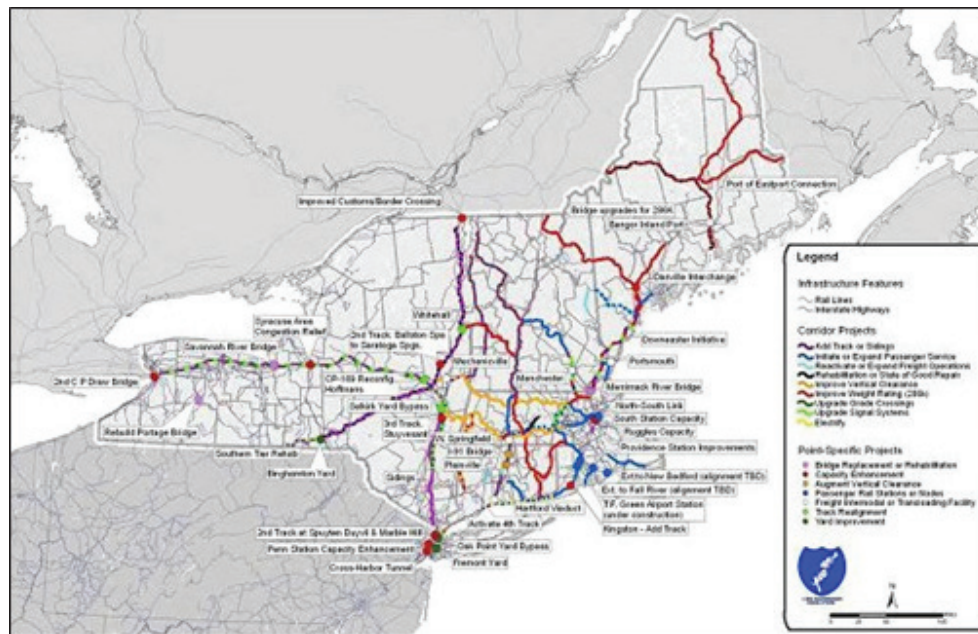 Improved Customs/Border Crossing
Port of Eastport Connection
Bridge upgrades for 286K
Bangor Inland Port
Danville Interchange
Whitehall
Syracuse Area
Congestion Relief
2nd Track, Ballston Spa
to Saratoga Spgs.
Savannah River Bridge
Downeaster Initiative
Mechanicville
Portsmouth
Manchester
2nd C P Draw Bridge
CP-169 Reconfig.
Hoffmans
Merrimack River Bridge
Selkirk Yard Bypass
North-South Link
South Station Capacity
Rebuild Portage Bridge
3rd Track,
Stuyvesant
Ruggles Capacity
W. Springfield
Providence Station Improvements
Southern Tier Rehab
I-91 Bridge
Plainville
Binghamton Yard
Sidings
Ext. to New Bedford (alignment TBD)
Ext. to Fall River (alignment TBD)
Hartford Viaduct
T.F. Green Airport Station
(under construction)
Activate 4th Track
Kingston - Add Track
2nd Track at Spuyten Duyvil & Marble Hill
Penn Station Capacity Enhancement
Oak Point Yard Bypass
Cross-Harbor Tunnel
Fremont Yard
Legend
Infrastructure Features
Rail Lines
Interstate Highways
Corridor Projects
Add Track or Sidings
Initiate or Expand Passenger Service
Reactivate or Expand Freight Operations
Rehabilitation or State of Good Repair
Improve Vertical Clearance
Improve Weight Rating (286k)
Upgrade Grade Crossings
Upgrade Signal Systems
Electrify
Point-Specific Projects
Bridge Replacement or Rehabilitation
Capacity Enhancement
Augment Vertical Clearance
Passenger Rail Stations or Nodes
Freight Intermodal or Transloading Facility
Track Realignment
Yard Improvement
N